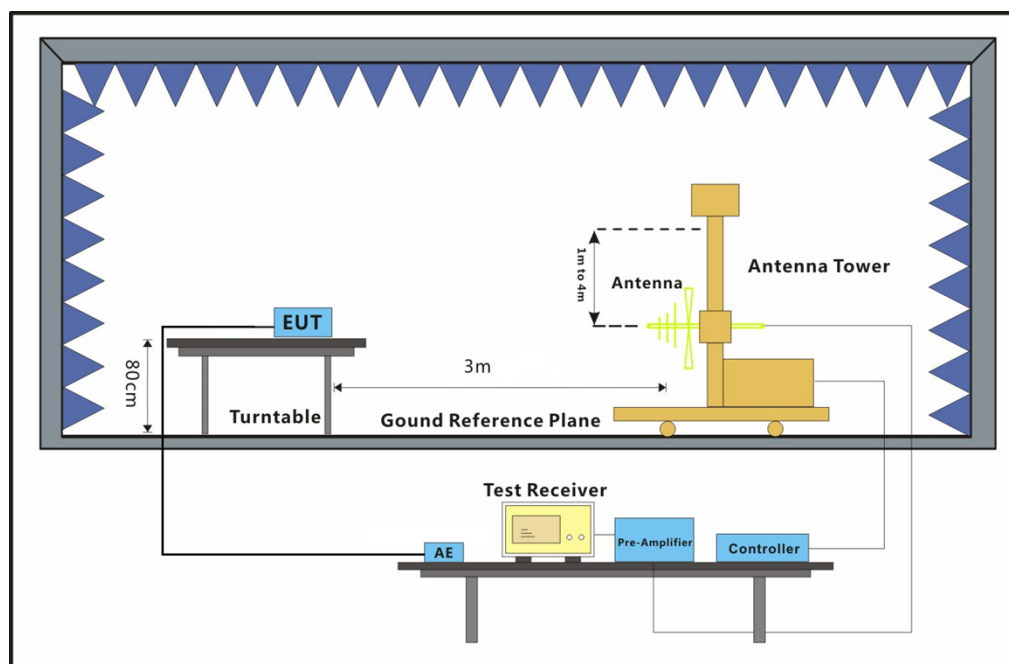 1m to 4m
Antenna
Antenna Tower
EUT
80cm
3m
Turntable
Gound Reference Plane
Test Receiver
AE
Pre-Amplifier
Controller